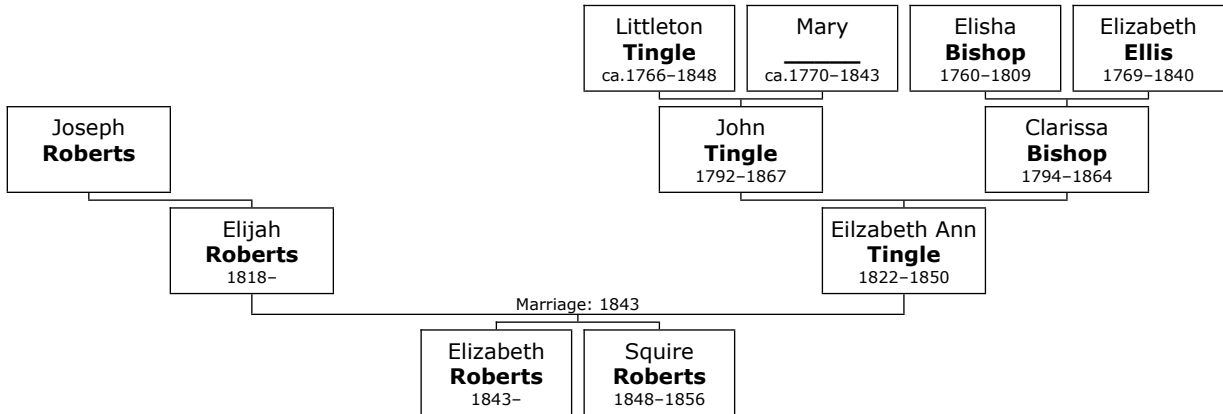 Littleton
Tingle
ca.1766–1848
Mary
________
ca.1770–1843
Elisha
Bishop
1760–1809
Elizabeth
Ellis
1769–1840
Joseph
Roberts
John
Tingle
1792–1867
Clarissa
Bishop
1794–1864
Elijah
Roberts
1818–
Eilzabeth Ann
Tingle
1822–1850
Marriage: 1843
Elizabeth
Roberts
1843–
Squire
Roberts
1848–1856